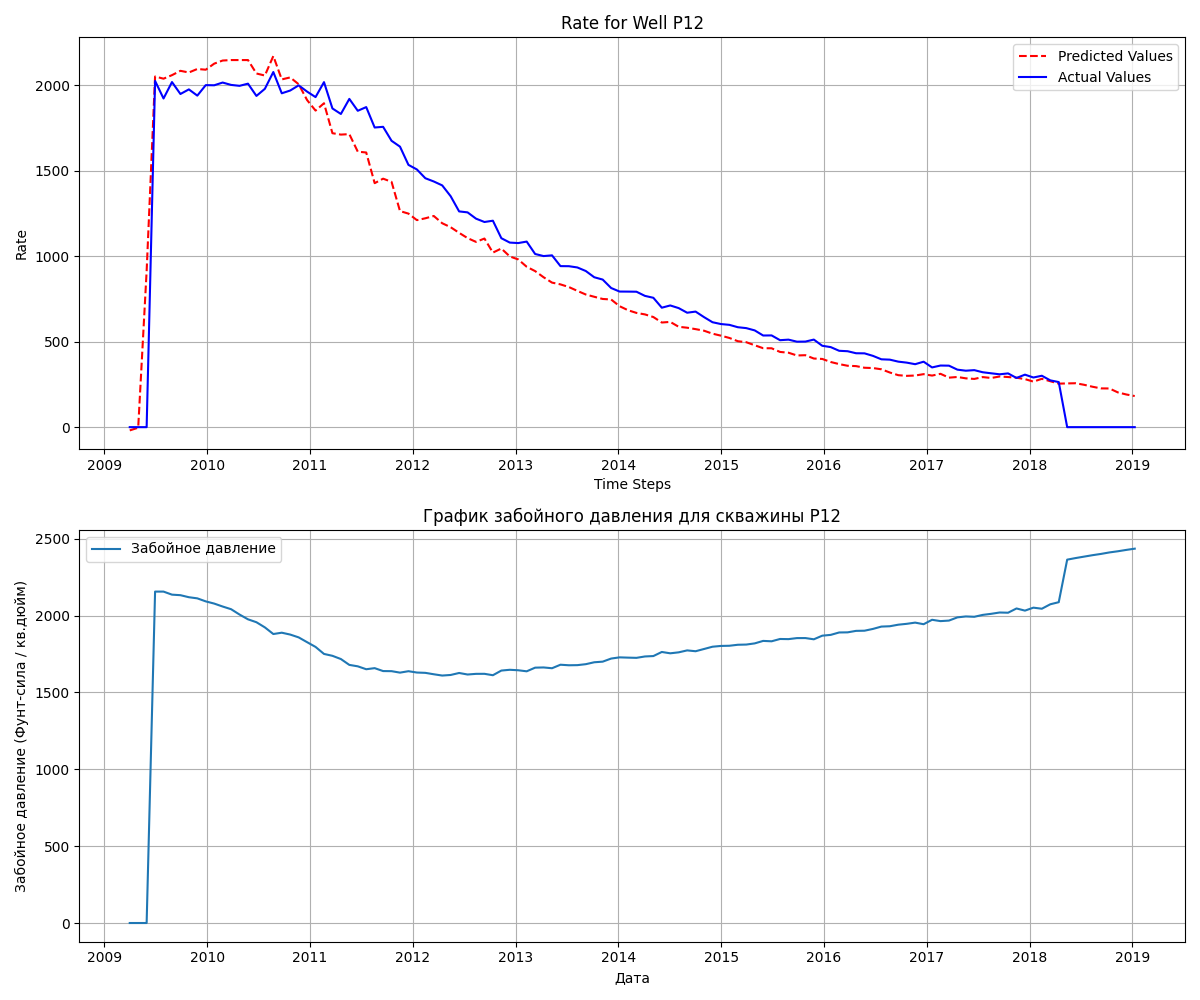 Rate for Well P12
Predicted Values
Actual Values
Rate
2000
1500
1000
500
0
2009 2010 2011 2012 2013 2014 2015 2016 2017 2018 2019
Time Steps
График забойного давления для скважины P12
Забойное давление
Забойное давление (Фунт-сила / кв.дюйм)
2500
2000
1500
1000
500
0
2009 2010 2011 2012 2013 2014 2015 2016 2017 2018 2019
Дата